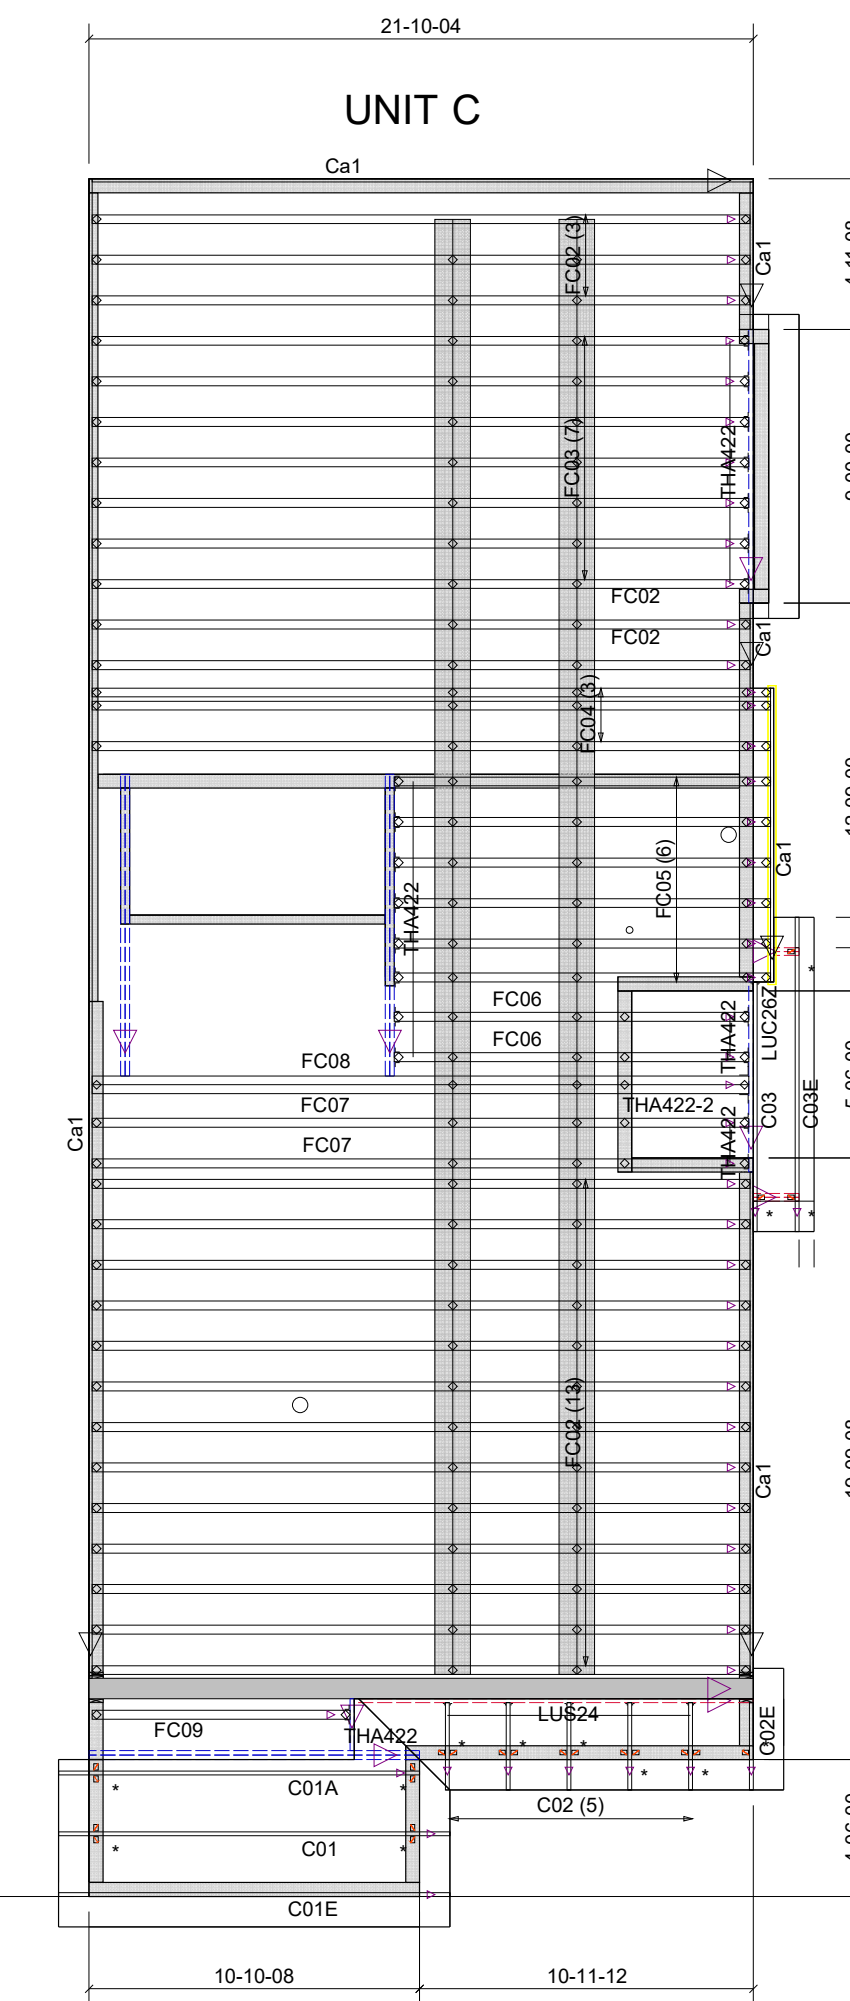 21-10-04
UNIT C
Ca1
FC02 (3)
Ca1
FC03 (7)
THA422
FC02
FC02
Ca1
FC04 (3)
Ca1
FC05 (6)
THA422
*
FC06
THA422
LUC26Z
FC06
FC08
FC07
THA422-2
THA422
C03
C03E
Ca1
FC07
*
*
FC02 (13)
Ca1
FC09
THA422
LUS24
C02E
*
*
*
*
*
*
C01A
*
*
C02 (5)
C01
*
*
C01E
10-10-08
10-11-12